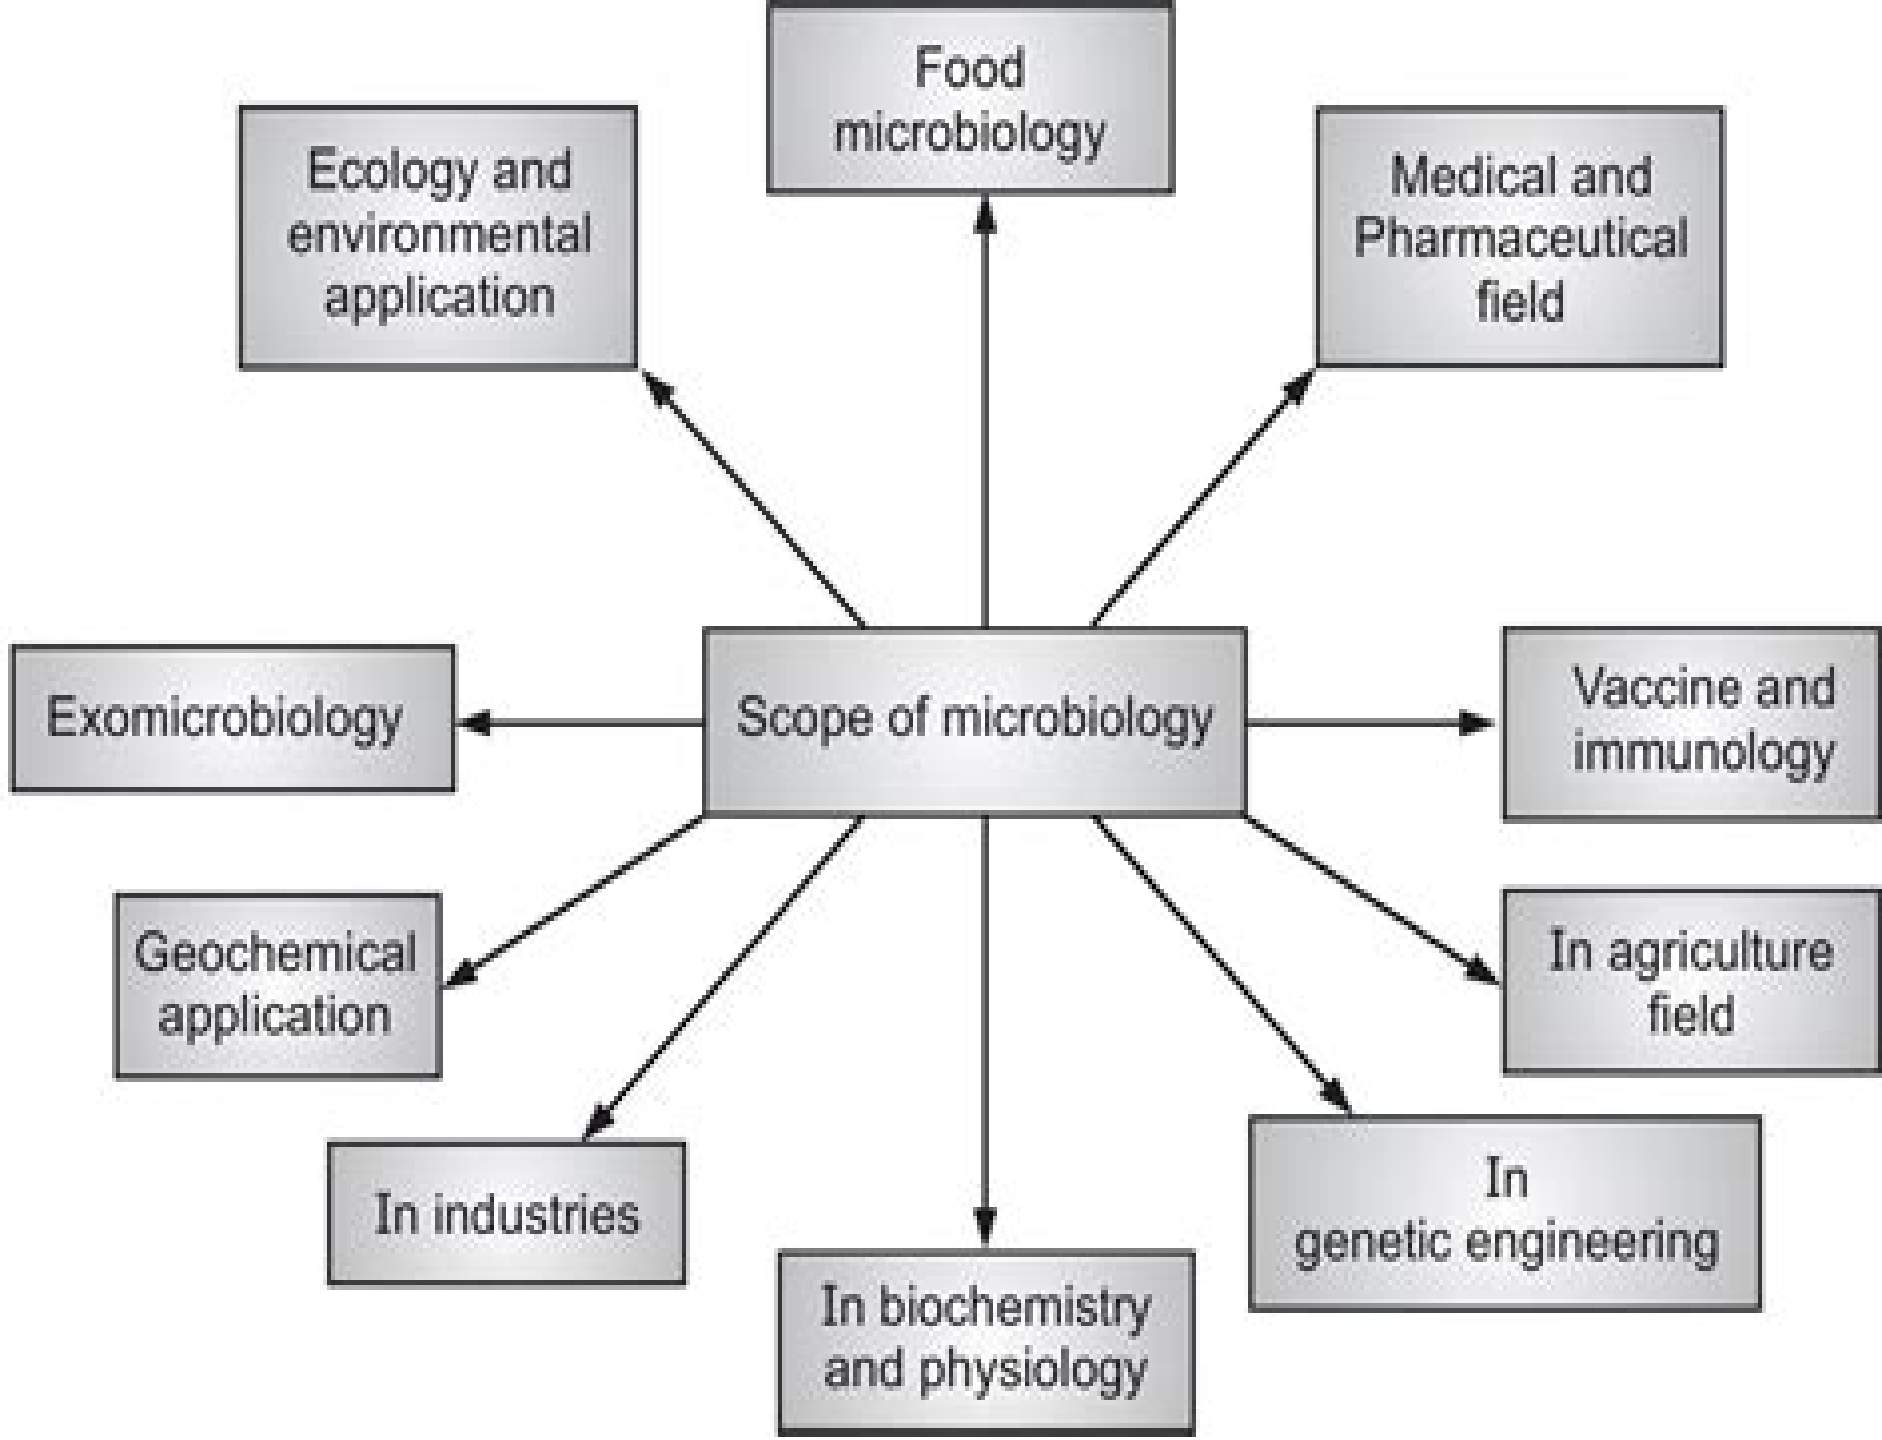 Food
microbiology
Ecology and
environmental
application
Medical and
Pharmaceutical
field
Exomicrobiology
Scope of microbiology
Vaccine and
immunology
Geochemical
application
In agriculture
field
In industries
In
genetic engineering
In biochemistry
and physiology